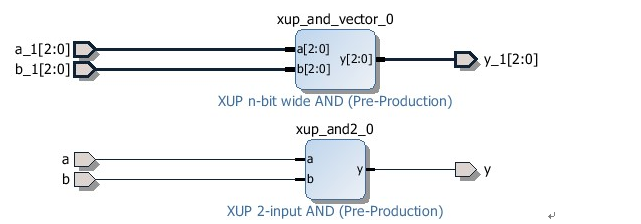 xup_and_vector_0
a_1[2:0] a[2:0] y[2:0] y_1[2:0]
b_1[2:0] b[2:0]
XUP n-bit wide AND (Pre-Production)
xup_and2_0
a a y y
b b
XUP 2-input AND (Pre-Production)